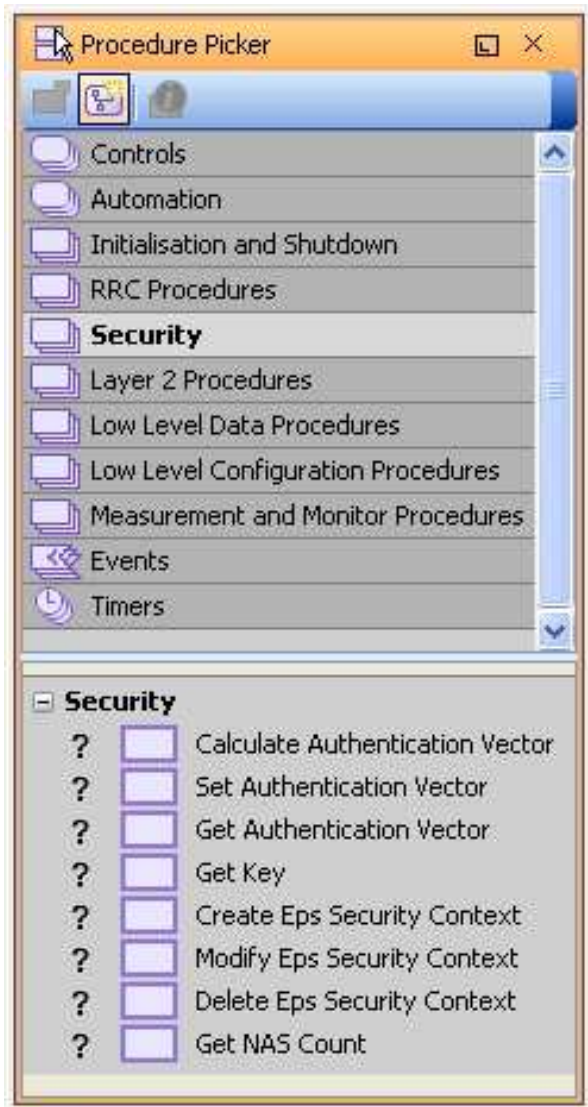 Procedure Picker
Controls
Automation
Initialisation and Shutdown
RRC Procedures
Security
Layer 2 Procedures
Low Level Data Procedures
Low Level Configuration Procedures
Measurement and Monitor Procedures
Events
Timers
Security
? Calculate Authentication Vector
? Set Authentication Vector
? Get Authentication Vector
? Get Key
? Create Eps Security Context
? Modify Eps Security Context
? Delete Eps Security Context
? Get NAS Count